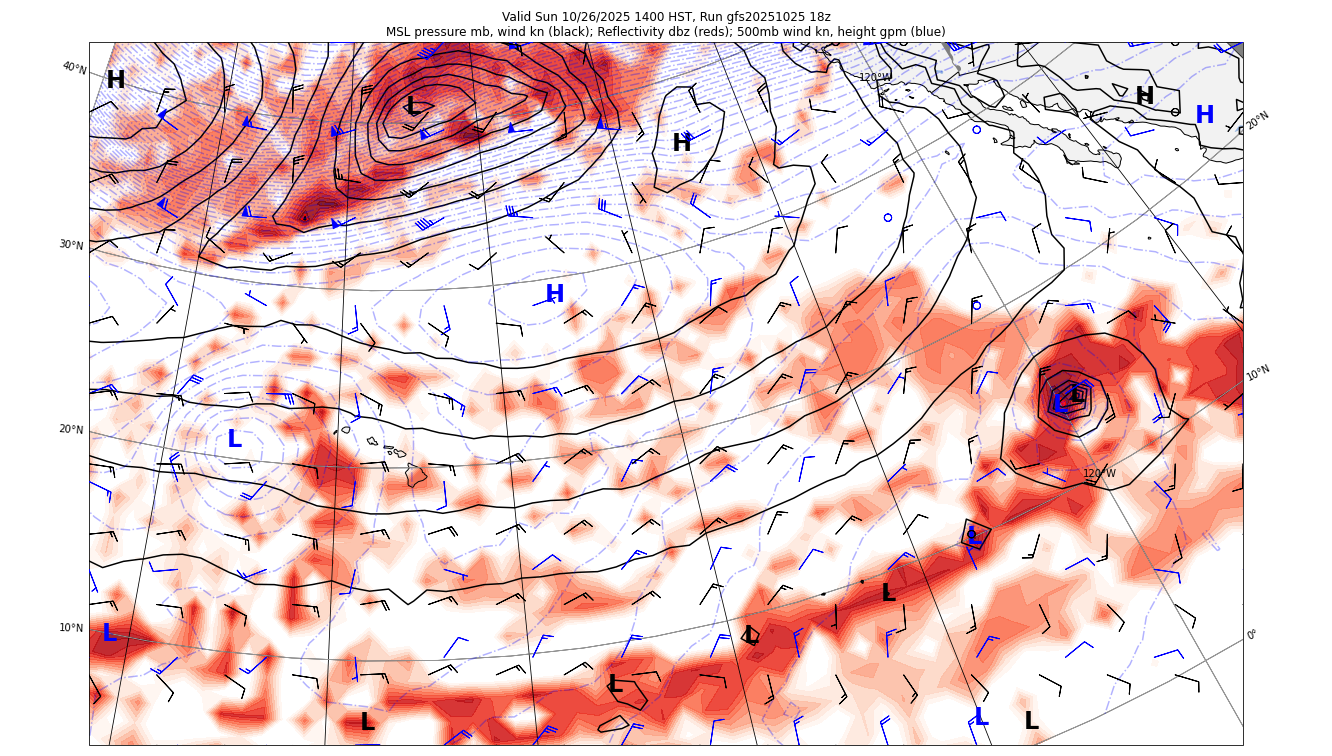 Valid Sun 10/26/2025 1400 HST, Run gfs20251025 18z
MSL pressure mb, wind kn (black); Reflectivity dbz (reds); 500mb wind kn, height gpm (blue)
40°N
H
L
H
120°W
H
H
20°N
30°N
H
10°N
L
L
20°N
L
120°W
L
L
10°N
L
L
0°
L
L
L
L